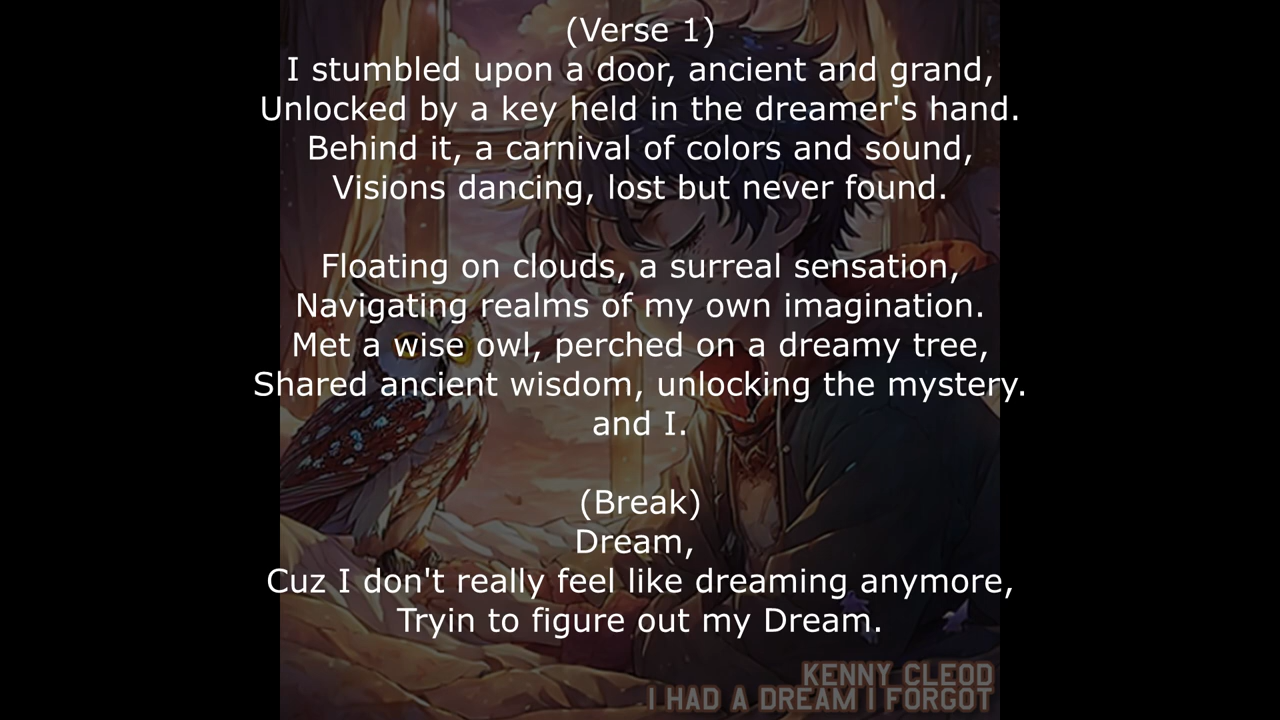 (Verse 1)
I stumbled upon a door, ancient and grand,
Unlocked by a key held in the dreamer's hand.
Behind it, a carnival of colors and sound,
Visions dancing, lost but never found.
Floating on clouds, a surreal sensation,
Navigating realms of my own imagination.
Met a wise owl, perched on a dreamy tree,
Shared ancient wisdom, unlocking the mystery.
and I.
(Break)
Dream,
Cuz I don't really feel like dreaming anymore,
Tryin to figure out my Dream.
KENNY CLEOD
I HAD A DREAM I FORGOT